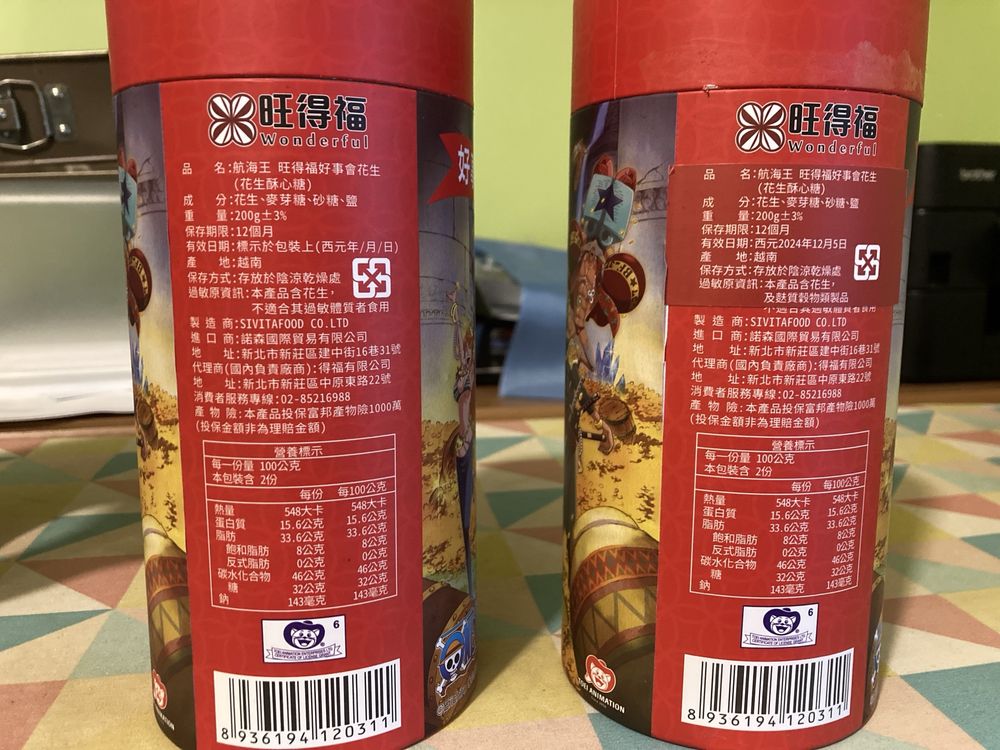 旺得福
Wonderful
品　名:航海王 旺得福好事會花生
(花生酥心糖)
成　分:花生、麥芽糖、砂糖、鹽
重　量:200g±3%
保存期限:12個月
有效日期:標示於包裝上(西元年/月/日)
產　地:越南
保存方式:存放於陰涼乾燥處
過敏原資訊:本產品含花生，
不適合其過敏體質者食用
製 造 商:SIVITAFOOD CO.LTD
進 口 商:諾森國際貿易有限公司
地　址:新北市新莊區建中街16巷31號
代理商(國內負責廠商):得福有限公司
地　址:新北市新莊區中原東路22號
消費者服務專線:02-85216988
產 物 險:本產品投保富邦產物險1000萬
(投保金額非為理賠金額)
營養標示
每一份量 100公克
本包裝含 2份
每份 每100公克
熱量 548大卡 548大卡
蛋白質 15.6公克 15.6公克
脂肪 33.6公克 33.6公克
飽和脂肪 8公克 8公克
反式脂肪 0公克 0公克
碳水化合物 46公克 46公克
糖 32公克 32公克
鈉 143毫克 143毫克
6
TOEI ANIMATION ENTERPRISES LTD
CERTIFICATE OF LICENSE GRANT
8 936194 120311
好
旺得福
Wonderful
品　名:航海王 旺得福好事會花生
(花生酥心糖)
成　分:花生、麥芽糖、砂糖、鹽
重　量:200g±3%
保存期限:12個月
有效日期:西元2024年12月5日
產　地:越南
保存方式:存放於陰涼乾燥處
過敏原資訊:本產品含花生，
及麩質穀物類製品
不適合其過敏體質者食用
製 造 商:SIVITAFOOD CO.LTD
進 口 商:諾森國際貿易有限公司
地　址:新北市新莊區建中街16巷31號
代理商(國內負責廠商):得福有限公司
地　址:新北市新莊區中原東路22號
消費者服務專線:02-85216988
產 物 險:本產品投保富邦產物險1000萬
(投保金額非為理賠金額)
營養標示
每一份量 100公克
本包裝含 2份
每份 每100公克
熱量 548大卡 548大卡
蛋白質 15.6公克 15.6公克
脂肪 33.6公克 33.6公克
飽和脂肪 8公克 8公克
反式脂肪 0公克 0公克
碳水化合物 46公克 46公克
糖 32公克 32公克
鈉 143毫克 143毫克
6
TOEI ANIMATION ENTERPRISES LTD
CERTIFICATE OF LICENSE GRANT
TOEI ANIMATION
8 936194 120311
brother